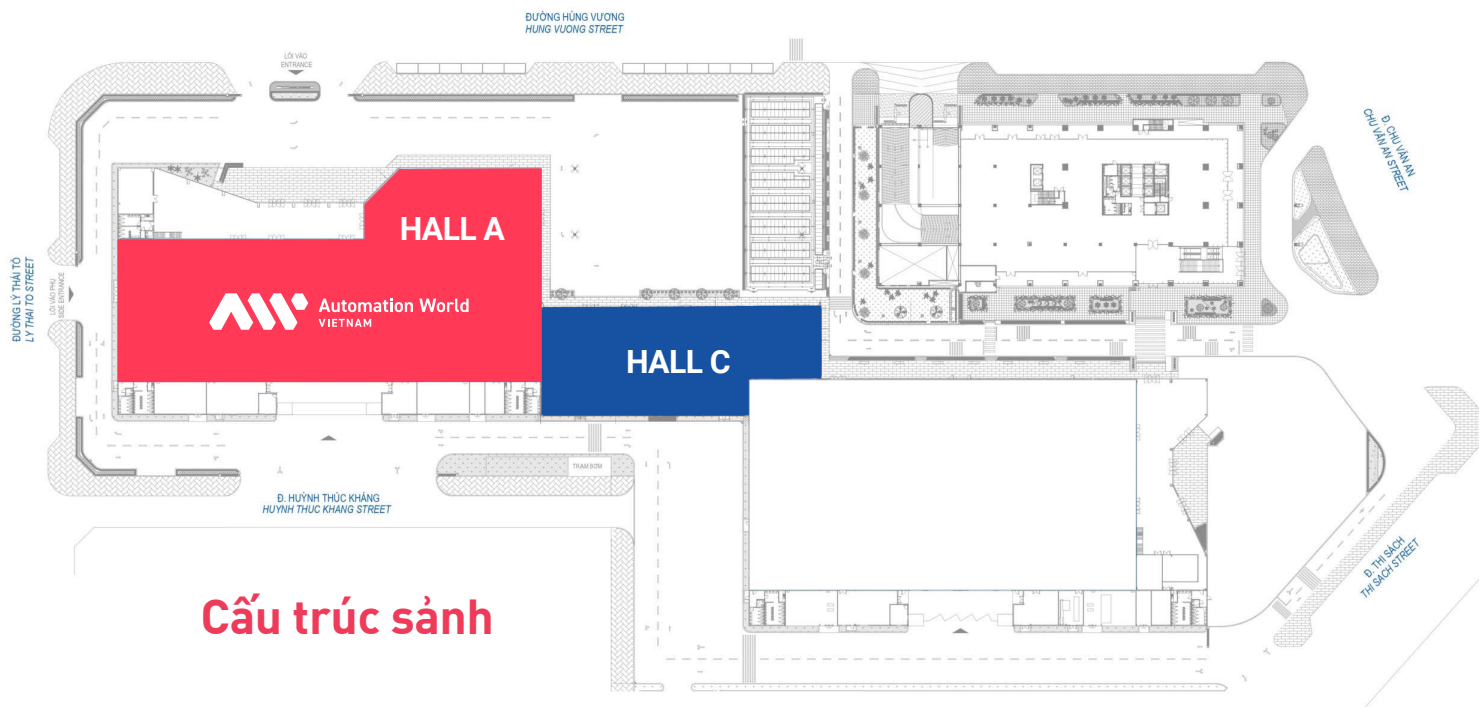 ĐƯỜNG HÙNG VƯƠNG
HUNG VUONG STREET
LỐI VÀO
ENTRANCE
Đ. CHU VĂN AN
CHU VĂN AN STREET
HALL A
ĐƯỜNG LÝ THÁI TỔ
LY THAI TO STREET
LỐI VÀO PHỤ
SIDE ENTRANCE
Automation World
VIETNAM
HALL C
TRẠM BƠM
Đ. HUỲNH THÚC KHÁNG
HUYNH THUC KHANG STREET
Đ. THI SÁCH
THI SACH STREET
Cấu trúc sảnh